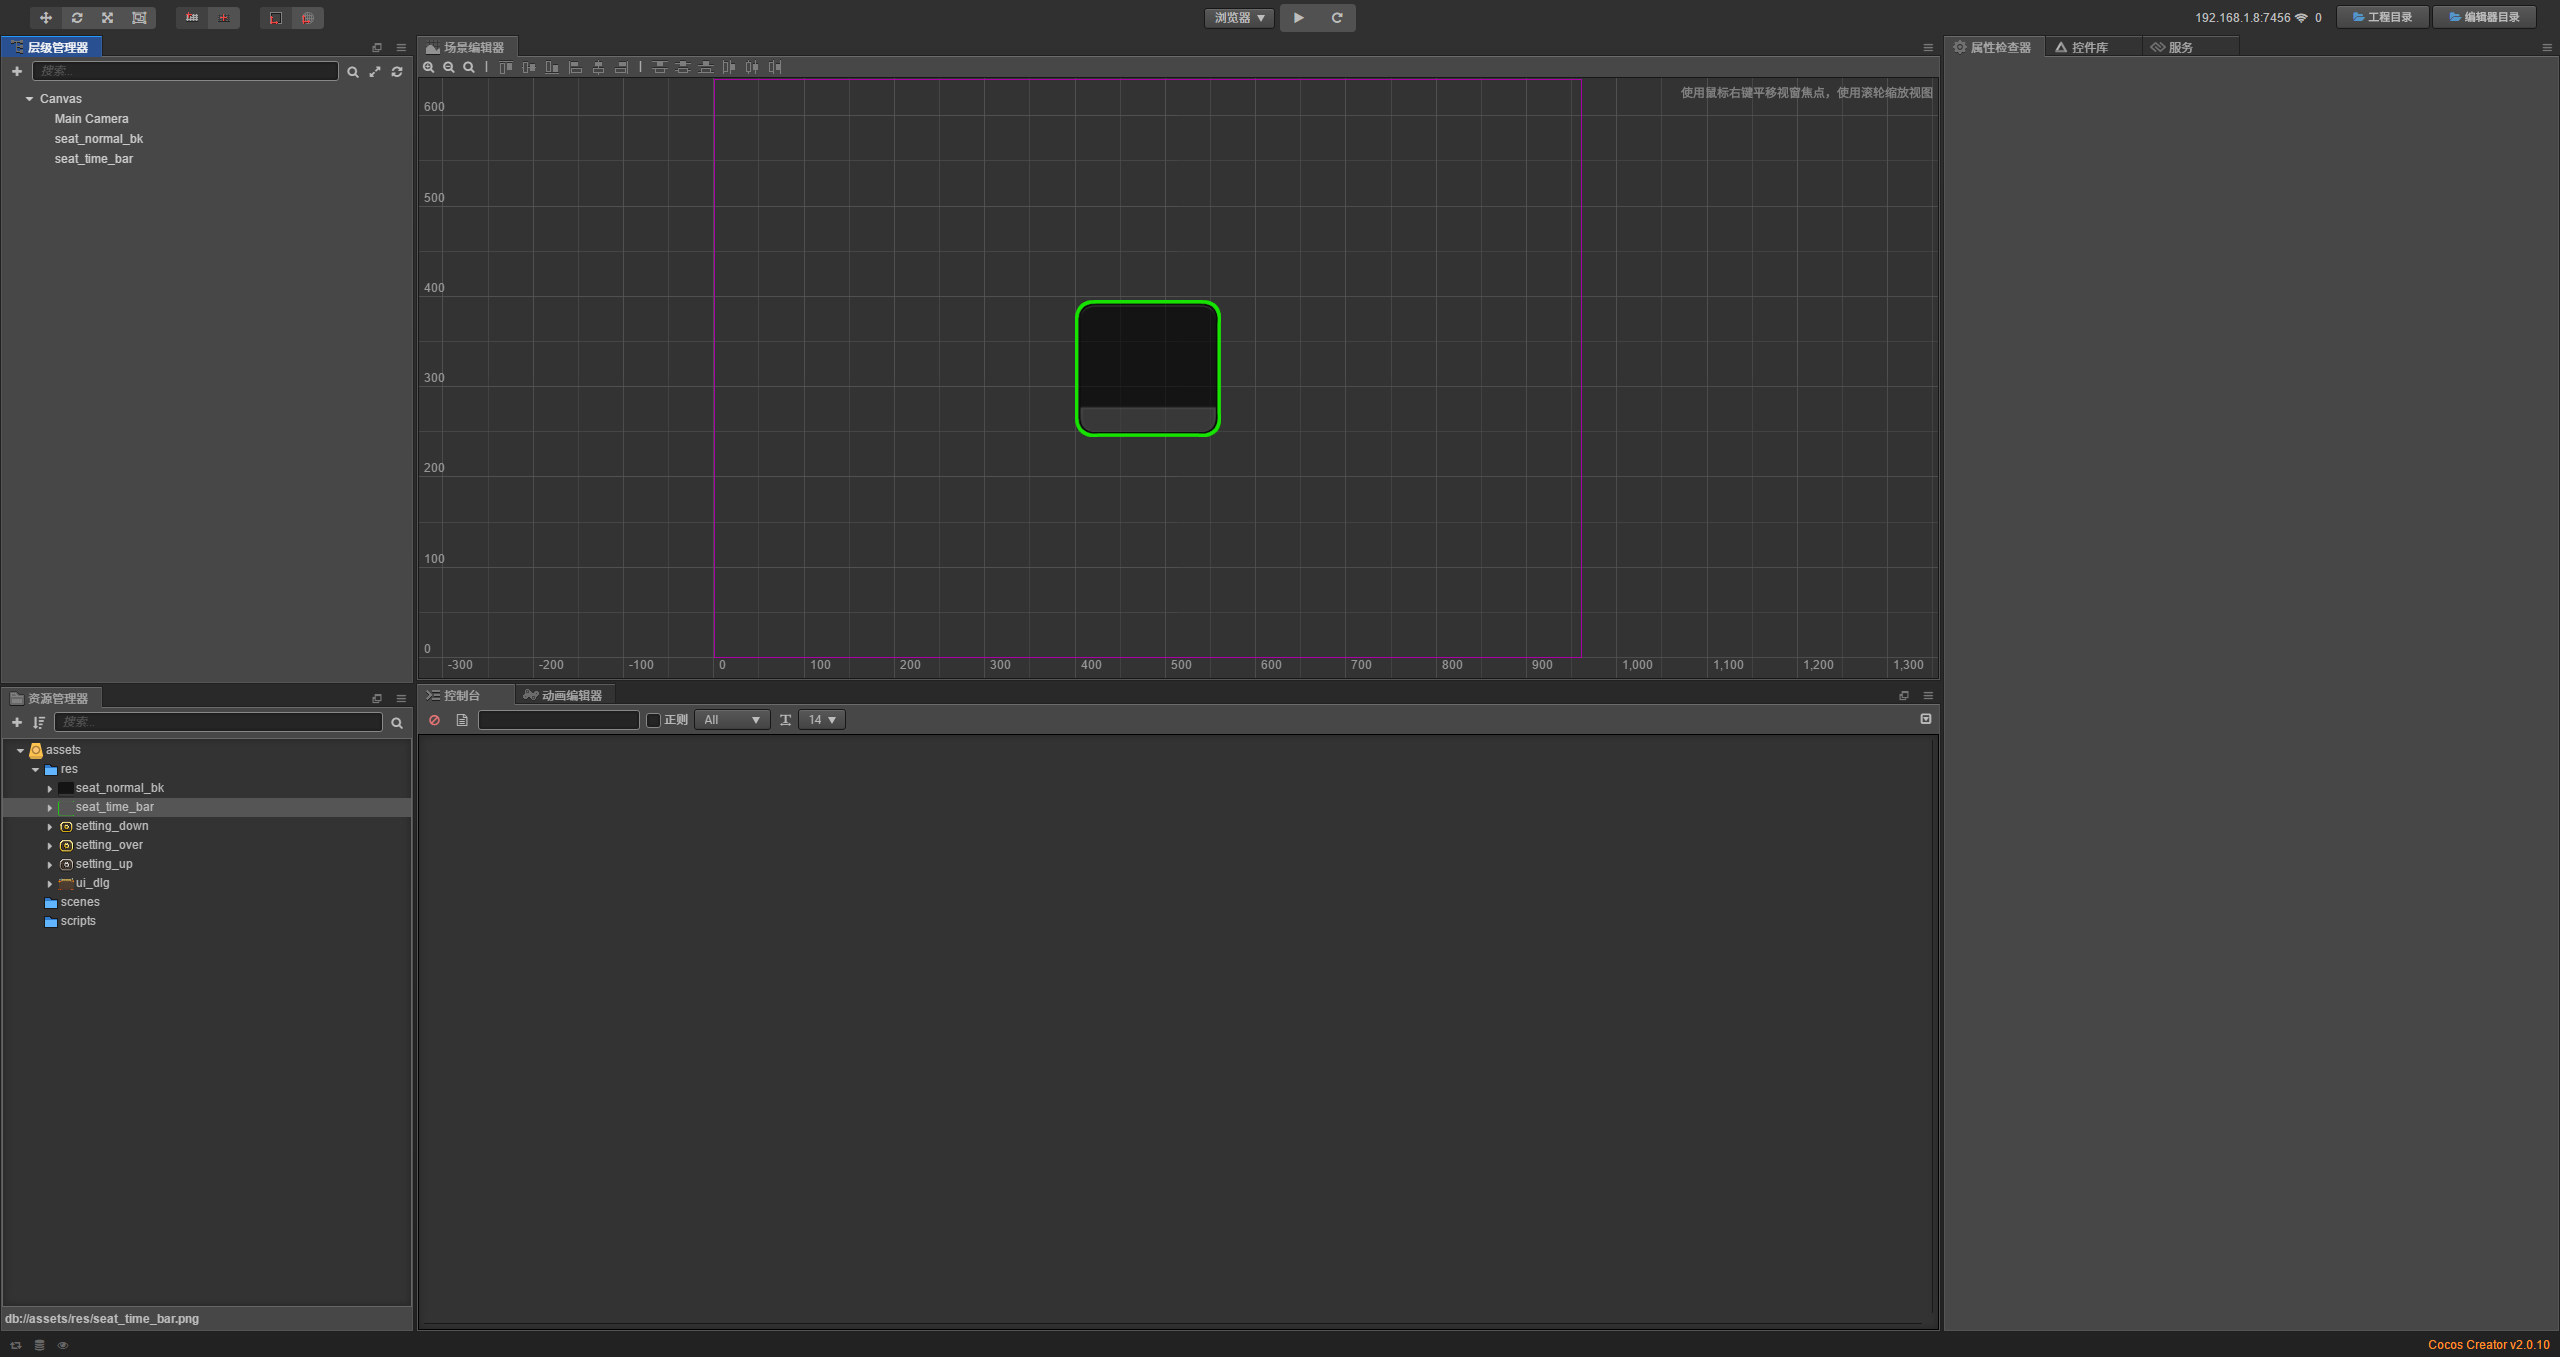 浏览器
192.168.1.8:7456 0
工程目录
编辑器目录
层级管理器
搜索...
Canvas
Main Camera
seat_normal_bk
seat_time_bar
场景编辑器
使用鼠标右键平移视窗焦点，使用滚轮缩放视图
600
500
400
300
200
100
0
-300 -200 -100 0 100 200 300 400 500 600 700 800 900 1,000 1,100 1,200 1,300
属性检查器
控件库
服务
资源管理器
搜索...
assets
res
seat_normal_bk
seat_time_bar
setting_down
setting_over
setting_up
ui_dlg
scenes
scripts
db://assets/res/seat_time_bar.png
控制台
动画编辑器
正则
All
14
Cocos Creator v2.0.10